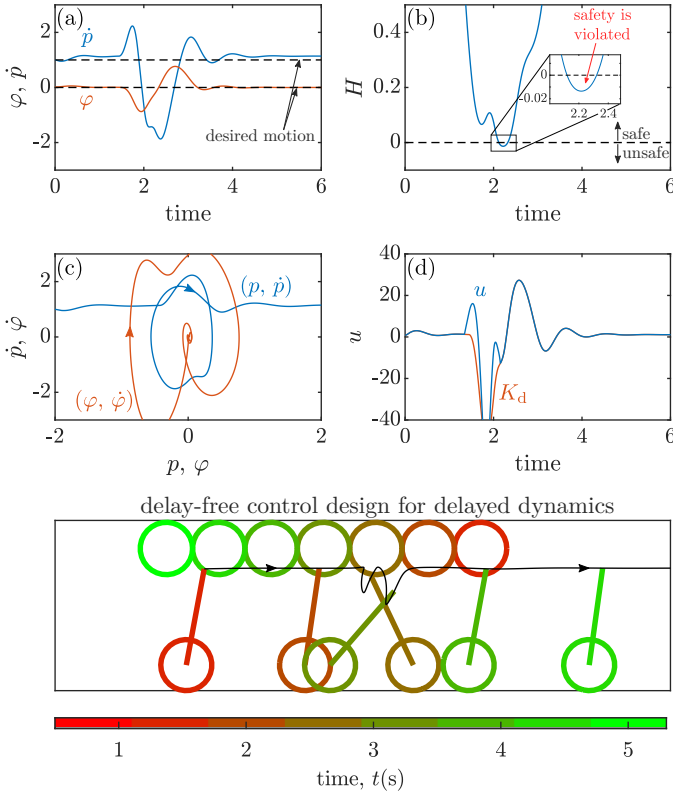 (a)
2
0
-2
φ, ṗ
ṗ
φ
desired motion
0
2
4
6
time
(b)
0.4
0.2
0
H
safety is
violated
0
-0.02
2.2
2.4
safe
unsafe
0
2
4
6
time
(c)
2
0
-2
ṗ, φ̇
(p, ṗ)
(φ, φ̇)
-2
0
2
p, φ
(d)
40
20
0
-20
-40
u
u
K_d
0
2
4
6
time
delay-free control design for delayed dynamics
1
2
3
4
5
time, t(s)